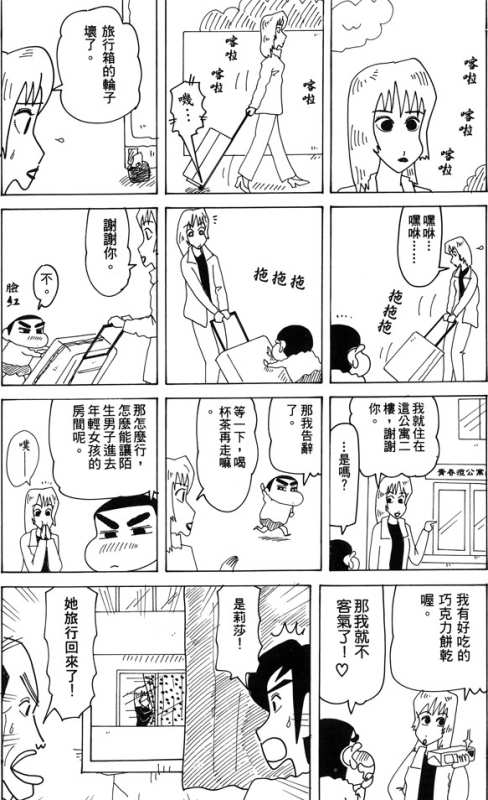 喀啦
喀啦
喀啦
喀啦
喀啦
喀啦
嘰…
旅行箱的輪子
壞了。
嘿咻…
嘿咻……
拖拖拖
拖拖拖
謝謝你。
不。
臉紅
我就住在
這公寓二
樓，謝謝
你。
青春痘公寓
…是嗎？
那我告辭
了。
等一下，喝
杯茶再走嘛
。
那怎麼行，
怎麼能讓陌
生男子進去
年輕女孩的
房間呢。
噗—
我有好吃的
巧克力餅乾
喔。
那我就不
客氣了！♡
是莉莎！
她旅行回來了！